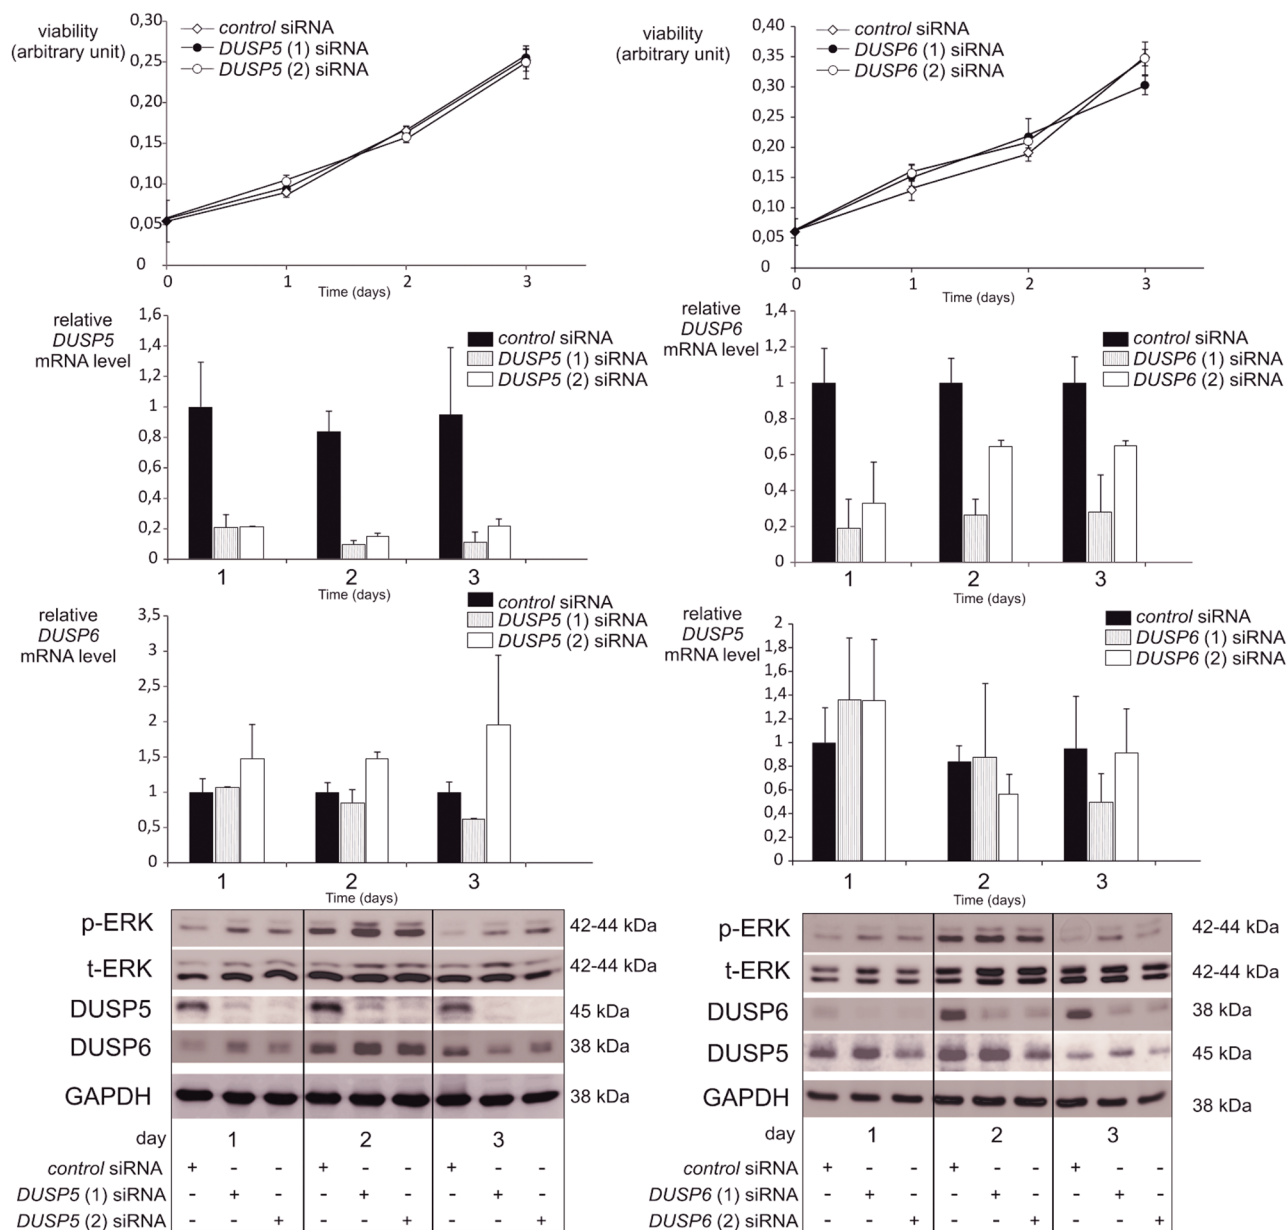 viability
(arbitrary unit)
control siRNA
DUSP5 (1) siRNA
DUSP5 (2) siRNA
0,30
0,25
0,20
0,15
0,10
0,05
0
0 1 2 3
Time (days)
viability
(arbitrary unit)
control siRNA
DUSP6 (1) siRNA
DUSP6 (2) siRNA
0,40
0,35
0,30
0,25
0,20
0,15
0,10
0,05
0
0 1 2 3
Time (days)
relative
DUSP5
mRNA level
control siRNA
DUSP5 (1) siRNA
DUSP5 (2) siRNA
1,6
1,4
1,2
1
0,8
0,6
0,4
0,2
0
1 2 3
Time (days)
relative
DUSP6
mRNA level
control siRNA
DUSP6 (1) siRNA
DUSP6 (2) siRNA
1,4
1,2
1
0,8
0,6
0,4
0,2
0
1 2 3
Time (days)
relative
DUSP6
mRNA level
control siRNA
DUSP5 (1) siRNA
DUSP5 (2) siRNA
3,5
3
2,5
2
1,5
1
0,5
0
1 2 3
Time (days)
relative
DUSP5
mRNA level
control siRNA
DUSP6 (1) siRNA
DUSP6 (2) siRNA
2
1,8
1,6
1,4
1,2
1
0,8
0,6
0,4
0,2
0
1 2 3
Time (days)
p-ERK 42-44 kDa
t-ERK 42-44 kDa
DUSP5 45 kDa
DUSP6 38 kDa
GAPDH 38 kDa
day 1 2 3
control siRNA + - - + - - + - -
DUSP5 (1) siRNA - + - - + - - + -
DUSP5 (2) siRNA - - + - - + - - +
p-ERK 42-44 kDa
t-ERK 42-44 kDa
DUSP6 38 kDa
DUSP5 45 kDa
GAPDH 38 kDa
day 1 2 3
control siRNA + - - + - - + - -
DUSP6 (1) siRNA - + - - + - - + -
DUSP6 (2) siRNA - - + - - + - - +